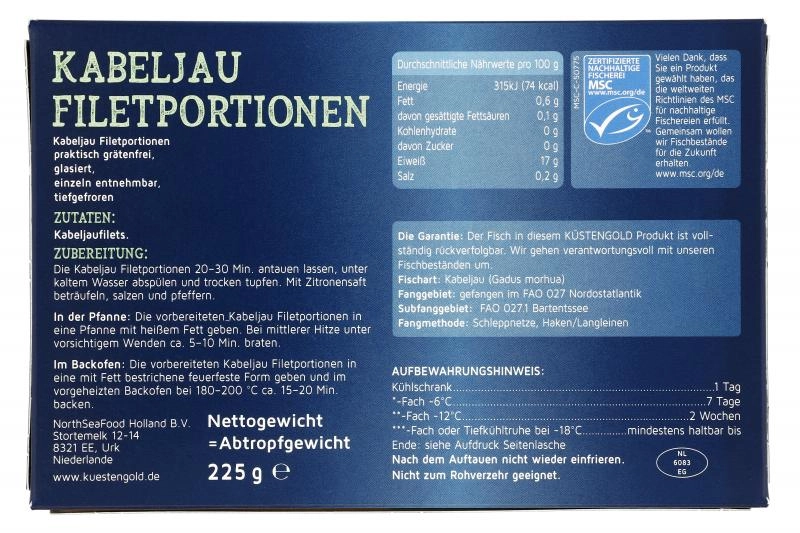 KABELJAU
FILETPORTIONEN
Kabeljau Filetportionen
praktisch grätenfrei,
glasiert,
einzeln entnehmbar,
tiefgefroren
ZUTATEN:
Kabeljaufilets.
ZUBEREITUNG:
Die Kabeljau Filetportionen 20-30 Min. antauen lassen, unter
kaltem Wasser abspülen und trocken tupfen. Mit Zitronensaft
beträufeln, salzen und pfeffern.
In der Pfanne: Die vorbereiteten Kabeljau Filetportionen in
eine Pfanne mit heißem Fett geben. Bei mittlerer Hitze unter
vorsichtigem Wenden ca. 5-10 Min. braten.
Im Backofen: Die vorbereiteten Kabeljau Filetportionen in
eine mit Fett bestrichene feuerfeste Form geben und im
vorgeheizten Backofen bei 180-200 °C ca. 15-20 Min.
backen.
NorthSeaFood Holland B.V.
Stortemelk 12-14
8321 EE, Urk
Niederlande
www.kuestengold.de
Nettogewicht
=Abtropfgewicht
225 g ℮
Durchschnittliche Nährwerte pro 100 g
Energie 315kJ (74 kcal)
Fett 0,6 g
davon gesättigte Fettsäuren 0,1 g
Kohlenhydrate 0 g
davon Zucker 0 g
Eiweiß 17 g
Salz 0,2 g
MSC-C-50775
ZERTIFIZIERTE
NACHHALTIGE
FISCHEREI
MSC
www.msc.org/de
TM
Vielen Dank, dass
Sie ein Produkt
gewählt haben, das
die weltweiten
Richtlinien des MSC
für nachhaltige
Fischereien erfüllt.
Gemeinsam wollen
wir Fischbestände
für die Zukunft
erhalten.
www.msc.org/de
Die Garantie: Der Fisch in diesem KÜSTENGOLD Produkt ist voll-
ständig rückverfolgbar. Wir gehen verantwortungsvoll mit unseren
Fischbeständen um.
Fischart: Kabeljau (Gadus morhua)
Fanggebiet: gefangen im FAO 027 Nordostatlantik
Subfanggebiet: FAO 027.1 Bartentssee
Fangmethode: Schleppnetze, Haken/Langleinen
AUFBEWAHRUNGSHINWEIS:
Kühlschrank...1 Tag
*-Fach -6°C...7 Tage
**-Fach -12°C...2 Wochen
***-Fach oder Tiefkühltruhe bei -18°C...mindestens haltbar bis
Ende: siehe Aufdruck Seitenlasche
Nach dem Auftauen nicht wieder einfrieren.
Nicht zum Rohverzehr geeignet.
NL
6083
EG